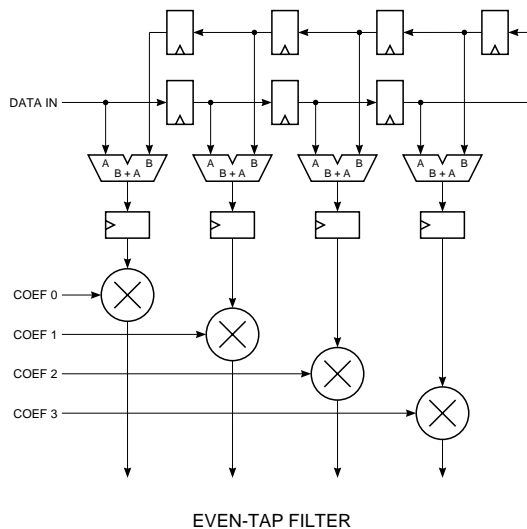 DATA IN
A B A B A B A B
B + A B + A B + A B + A
COEF 0
COEF 1
COEF 2
COEF 3
EVEN-TAP FILTER